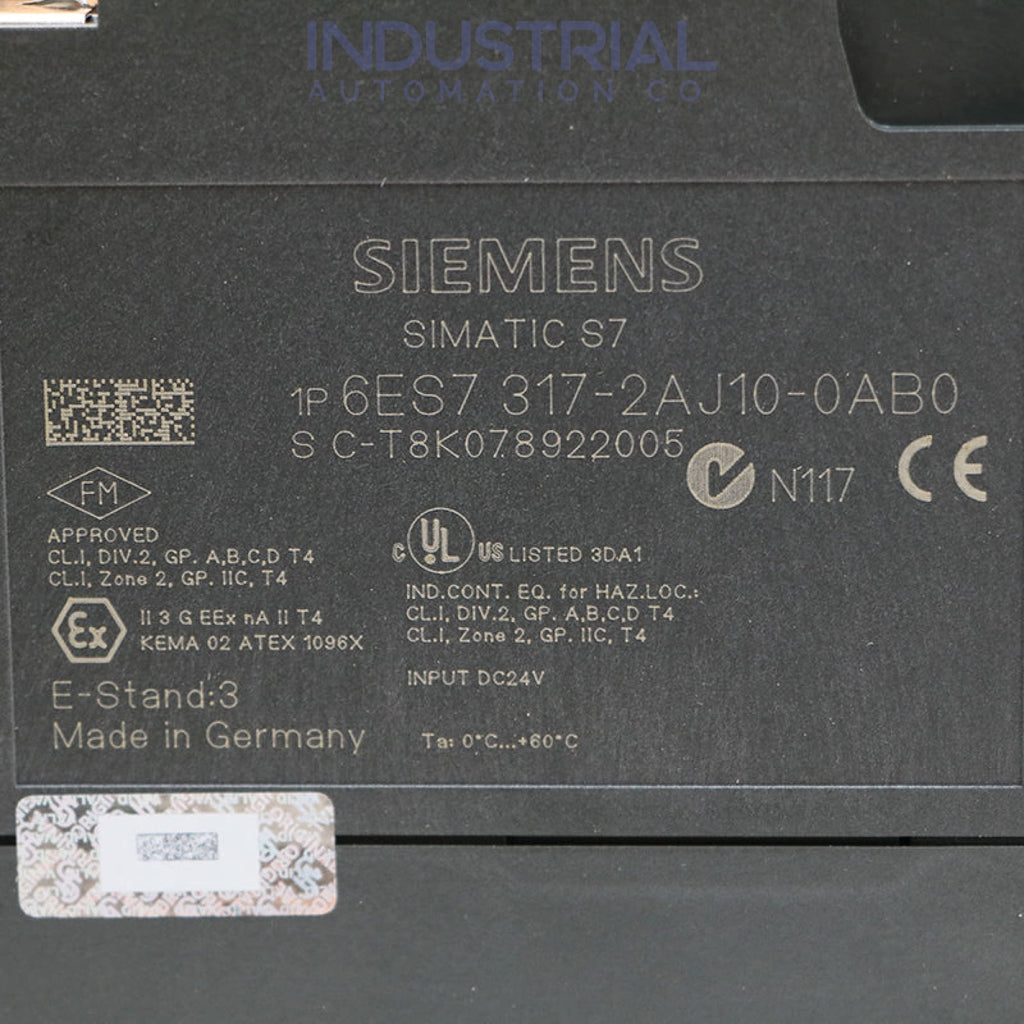 INDUSTRIAL
AUTOMATION CO
SIEMENS
SIMATIC S7
1P 6ES7 317-2AJ10-0AB0
S C-T8K078922005
N117
CE
FM
APPROVED
CL.I, DIV.2, GP. A,B,C,D T4
CL.I, Zone 2, GP. IIC, T4
Ex
II 3 G EEx nA II T4
KEMA 02 ATEX 1096X
E-Stand:3
Made in Germany
C UL US LISTED 3DA1
IND.CONT. EQ. for HAZ.LOC.:
CL.I, DIV.2, GP. A,B,C,D T4
CL.I, Zone 2, GP. IIC, T4
INPUT DC24V
Ta: 0°C...+60°C